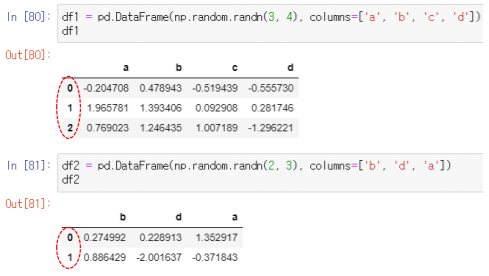 In [80]: df1 = pd.DataFrame(np.random.randn(3, 4), columns=['a', 'b', 'c', 'd'])
df1
Out[80]:
a b c d
0 -0.204708 0.478943 -0.519439 -0.555730
1 1.965781 1.393406 0.092908 0.281746
2 0.769023 1.246435 1.007189 -1.296221
In [81]: df2 = pd.DataFrame(np.random.randn(2, 3), columns=['b', 'd', 'a'])
df2
Out[81]:
b d a
0 0.274992 0.228913 1.352917
1 0.886429 -2.001637 -0.371843